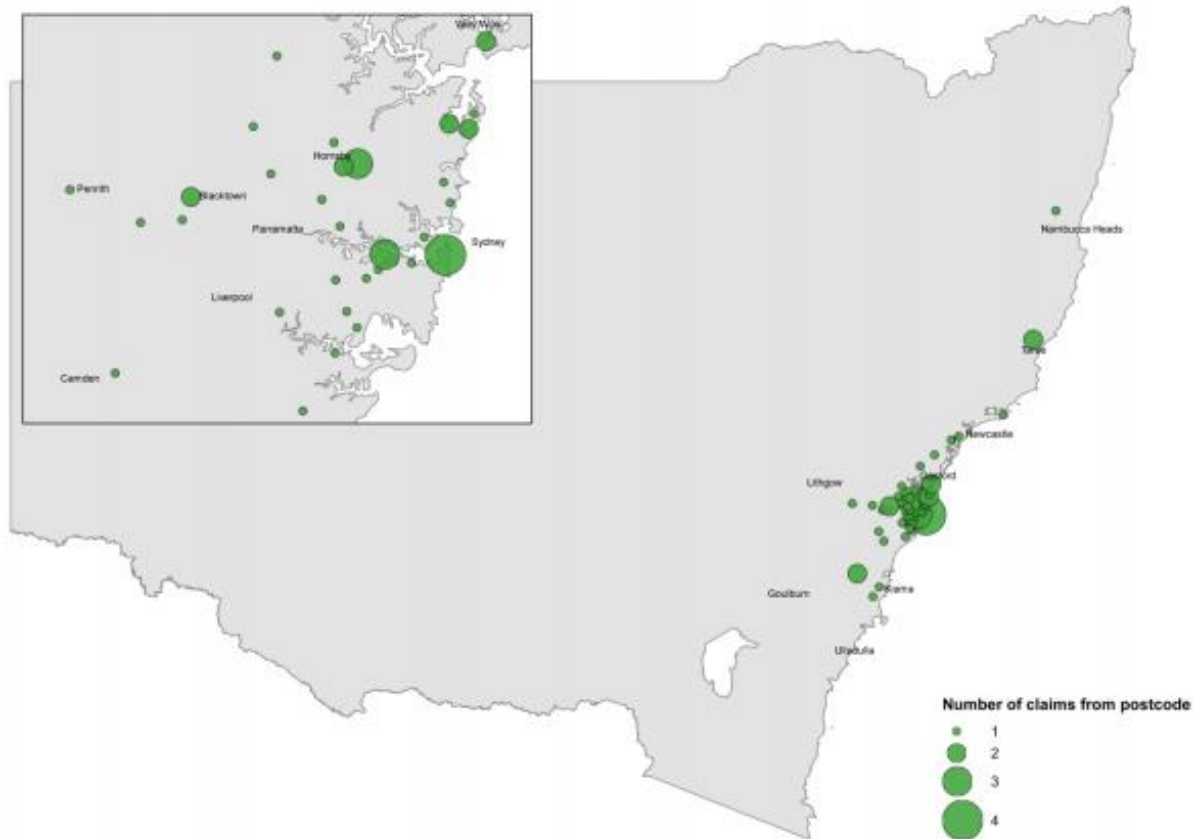 Hornsby
Penrith
Blacktown
Parramatta
Sydney
Liverpool
Camden
Nambucca Heads
Taree
Newcastle
Lithgow
Goulburn
Kiama
Ulladulla
Number of claims from postcode
1
2
3
4